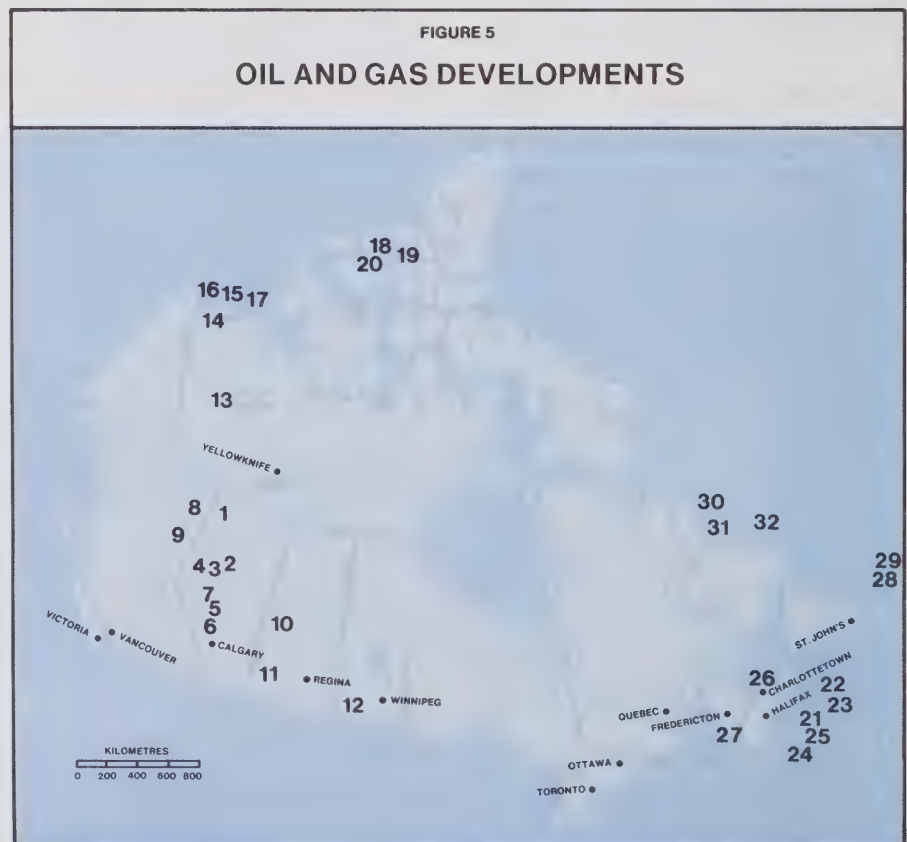 FIGURE 5
OIL AND GAS DEVELOPMENTS
18
19
20
16 15 17
14
13
YELLOWKNIFE
8
1
9
4 3 2
7
5
6
10
VICTORIA
VANCOUVER
CALGARY
11
REGINA
12
WINNIPEG
30
31
32
29
28
ST. JOHN'S
26
CHARLOTTETOWN
22
HALIFAX
23
QUEBEC
FREDERICTON
21
27
25
24
OTTAWA
TORONTO
KILOMETRES
0 200 400 600 800